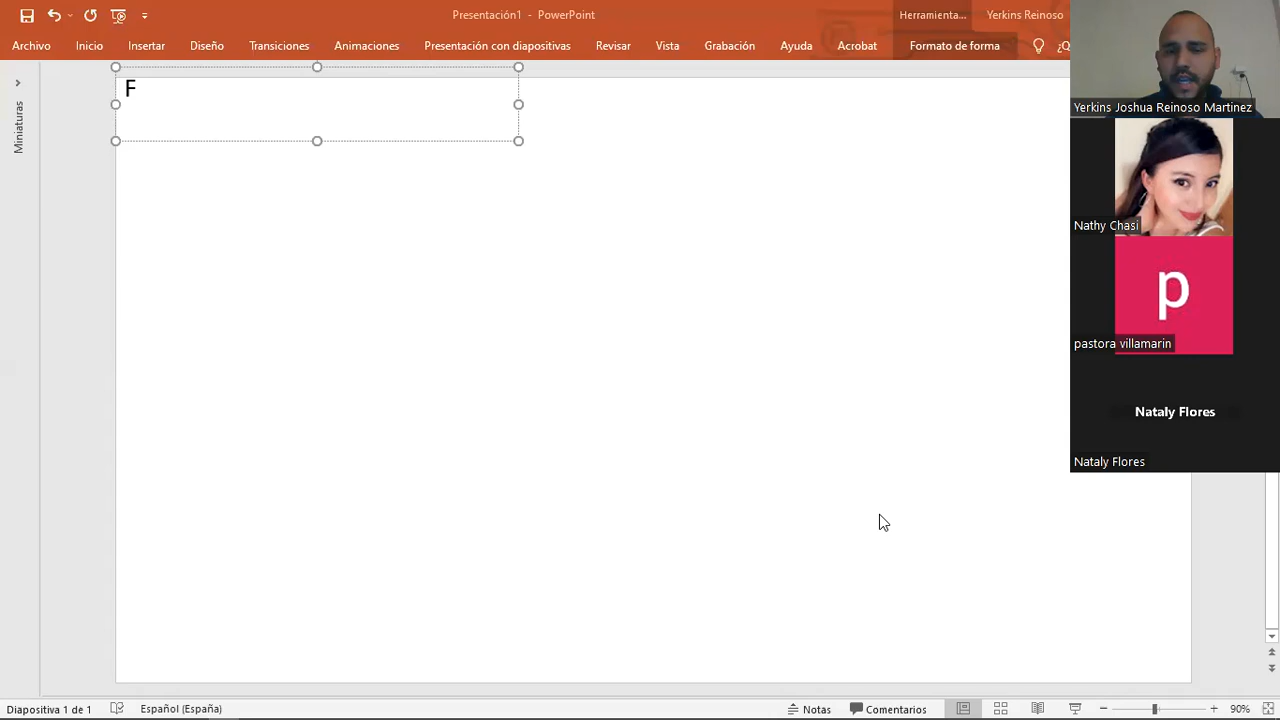 Presentación1 - PowerPoint
Herramienta...
Yerkins Reinoso
Archivo
Inicio
Insertar
Diseño
Transiciones
Animaciones
Presentación con diapositivas
Revisar
Vista
Grabación
Ayuda
Acrobat
Formato de forma
¿Q
F
Miniaturas
Yerkins Joshua Reinoso Martinez
Nathy Chasi
p
pastora villamarin
Nataly Flores
Nataly Flores
Diapositiva 1 de 1
Español (España)
Notas
Comentarios
90%